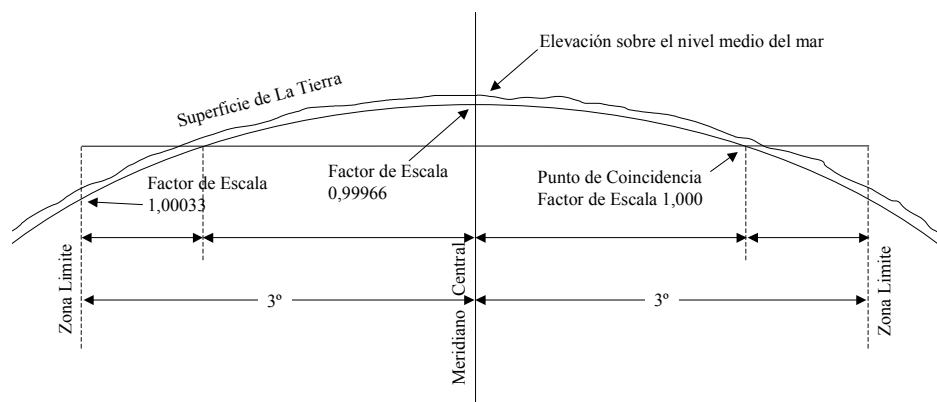 Elevación sobre el nivel medio del mar
Superficie de La Tierra
Factor de Escala
1,00033
Factor de Escala
0,99966
Punto de Coincidencia
Factor de Escala 1,000
Zona Limite
Meridiano Central
Zona Limite
3º
3º